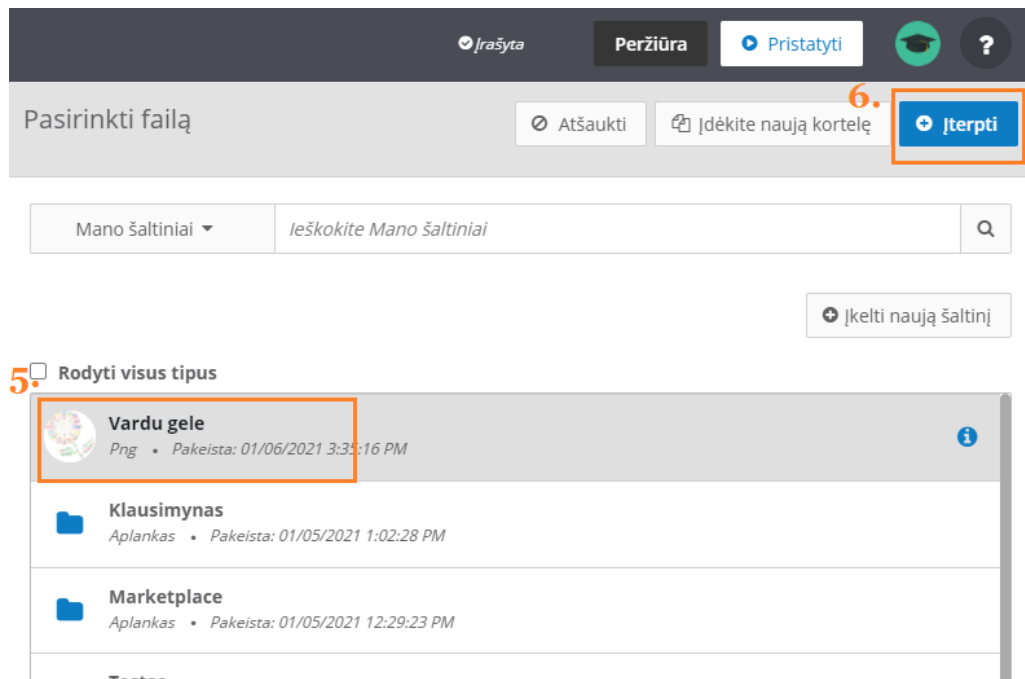 Įrašyta Peržiūra Pristatyti ?
6.
Pasirinkti failą Atšaukti Įdėkite naują kortelę Įterpti
Mano šaltiniai Ieškokite Mano šaltiniai
Įkelti naują šaltinį
5. Rodyti visus tipus
Vardu gele
Png • Pakeista: 01/06/2021 3:35:16 PM
Klausimynas
Aplankas • Pakeista: 01/05/2021 1:02:28 PM
Marketplace
Aplankas • Pakeista: 01/05/2021 12:29:23 PM